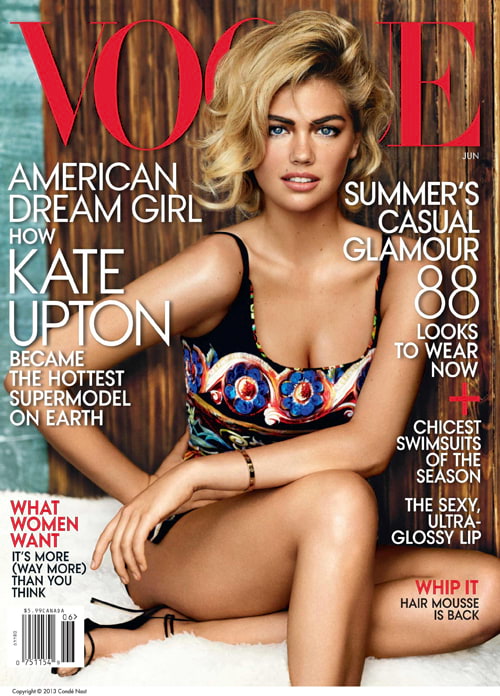 VOGUE
JUN
AMERICAN
DREAM GIRL
HOW
KATE
UPTON
BECAME
THE HOTTEST
SUPERMODEL
ON EARTH
SUMMER'S
CASUAL
GLAMOUR
88
LOOKS
TO WEAR
NOW
+
CHICEST
SWIMSUITS
OF THE
SEASON
THE SEXY,
ULTRA-
GLOSSY LIP
WHIP IT
HAIR MOUSSE
IS BACK
WHAT
WOMEN
WANT
IT'S MORE
(WAY MORE)
THAN YOU
THINK
$5.99CANADA
06>
Copyright © 2013 Condé Nast